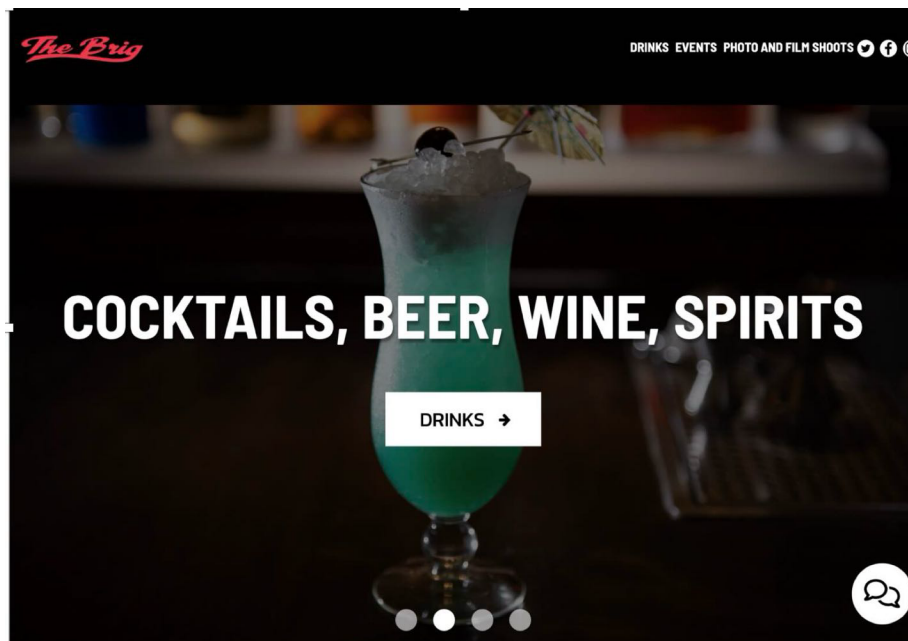 The Brig
DRINKS EVENTS PHOTO AND FILM SHOOTS
COCKTAILS, BEER, WINE, SPIRITS
DRINKS